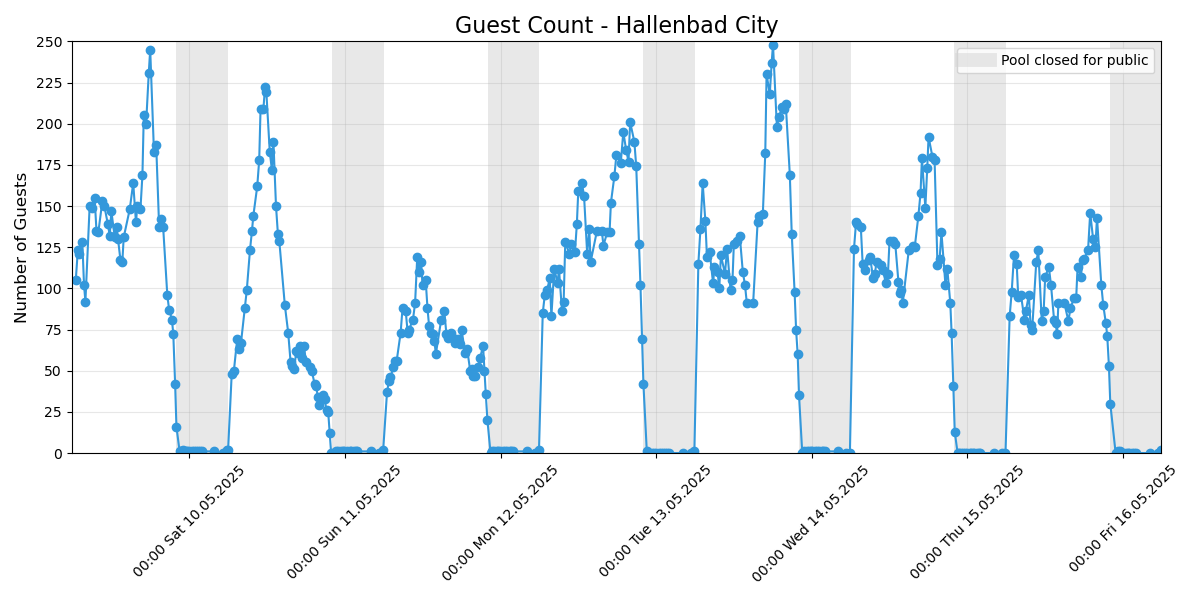 Guest Count - Hallenbad City
Pool closed for public
Number of Guests
250
225
200
175
150
125
100
75
50
25
0
00:00 Sat 10.05.2025
00:00 Sun 11.05.2025
00:00 Mon 12.05.2025
00:00 Tue 13.05.2025
00:00 Wed 14.05.2025
00:00 Thu 15.05.2025
00:00 Fri 16.05.2025